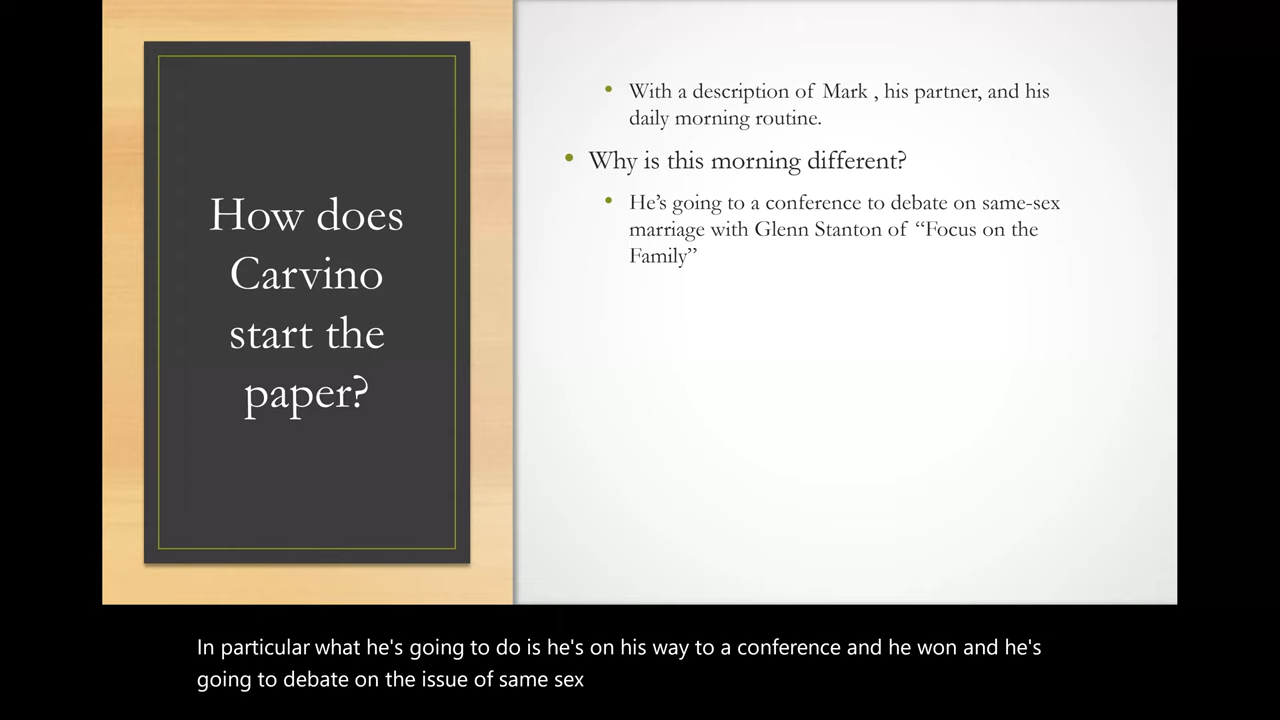 How does
Carvino
start the
paper?
• With a description of Mark , his partner, and his
daily morning routine.
• Why is this morning different?
• He’s going to a conference to debate on same-sex
marriage with Glenn Stanton of “Focus on the
Family”
In particular what he's going to do is he's on his way to a conference and he won and he's
going to debate on the issue of same sex